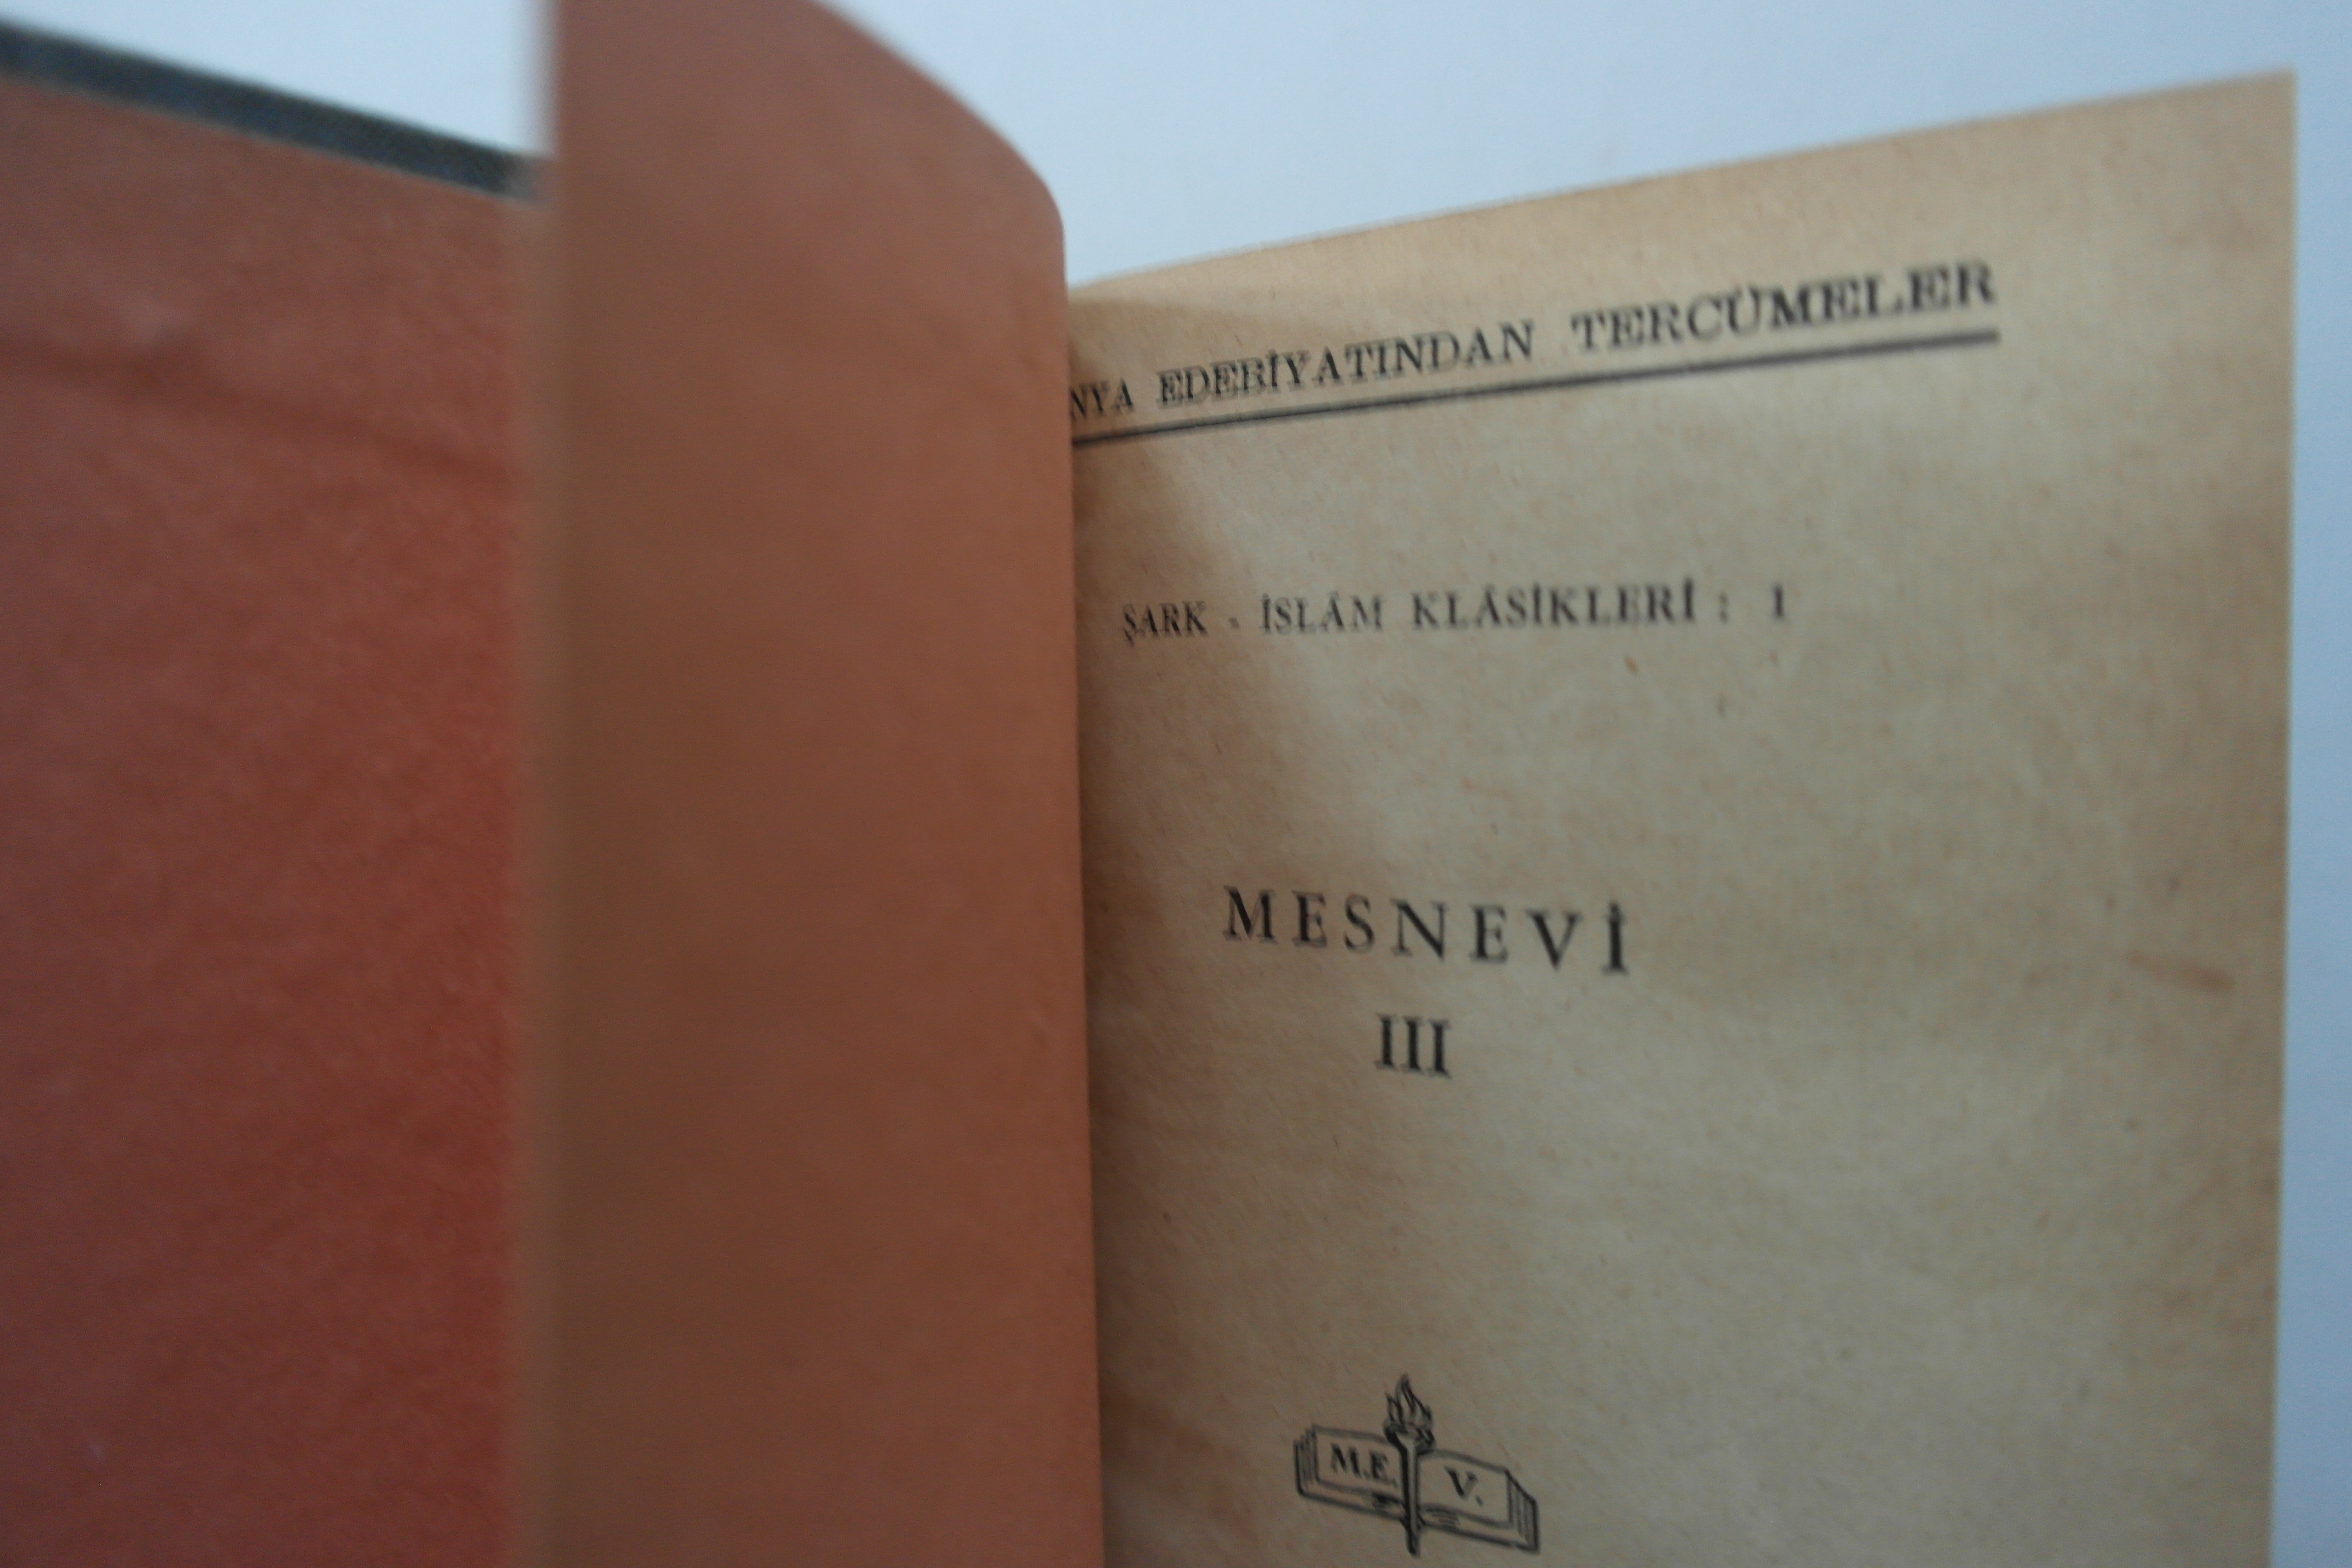 NYA EDEBİYATINDAN TERCÜMELER
ŞARK - İSLÂM KLÂSİKLERİ : 1
MESNEVİ
III
M.E. V.